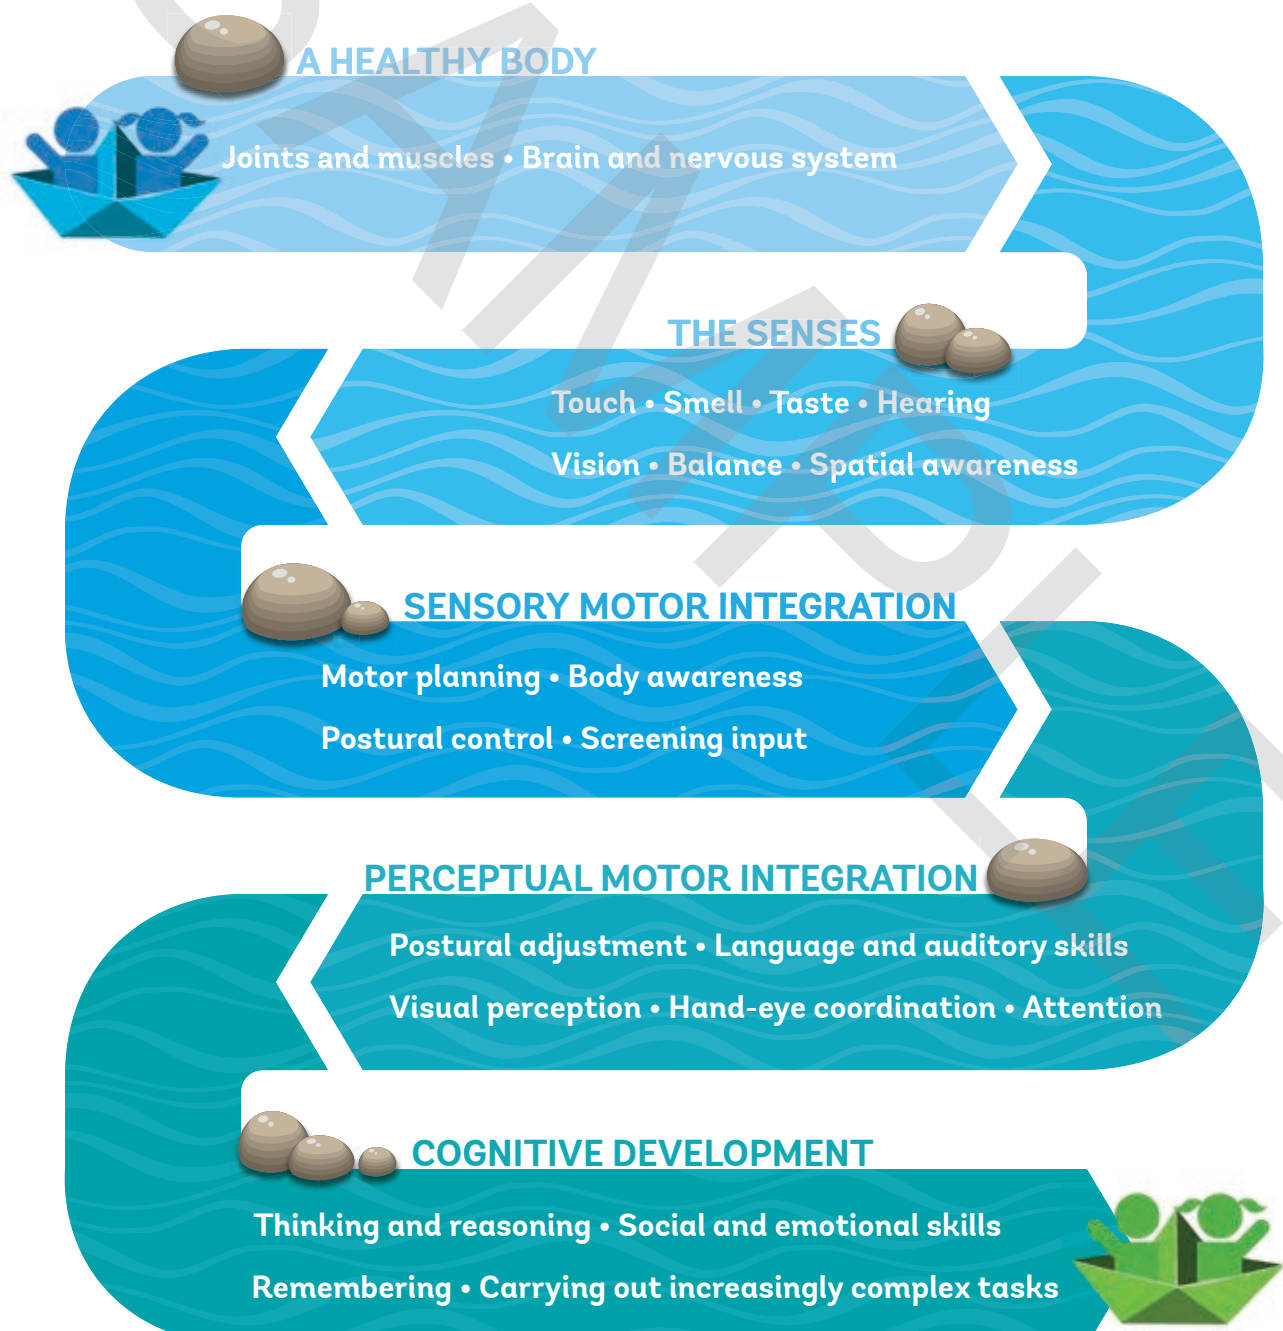 A HEALTHY BODY
Joints and muscles • Brain and nervous system
THE SENSES
Touch • Smell • Taste • Hearing
Vision • Balance • Spatial awareness
SENSORY MOTOR INTEGRATION
Motor planning • Body awareness
Postural control • Screening input
PERCEPTUAL MOTOR INTEGRATION
Postural adjustment • Language and auditory skills
Visual perception • Hand-eye coordination • Attention
COGNITIVE DEVELOPMENT
Thinking and reasoning • Social and emotional skills
Remembering • Carrying out increasingly complex tasks
SAMPLE